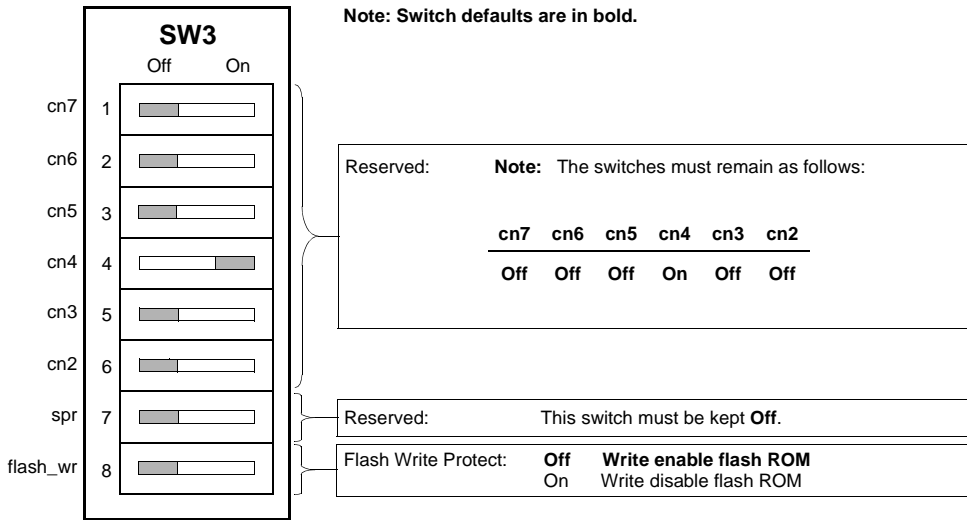 Note: Switch defaults are in bold.
SW3
Off On
cn7 1
cn6 2
cn5 3
cn4 4
cn3 5
cn2 6
spr 7
flash_wr 8
Reserved: Note: The switches must remain as follows:
cn7 cn6 cn5 cn4 cn3 cn2
Off Off Off On Off Off
Reserved: This switch must be kept Off.
Flash Write Protect: Off Write enable flash ROM
On Write disable flash ROM